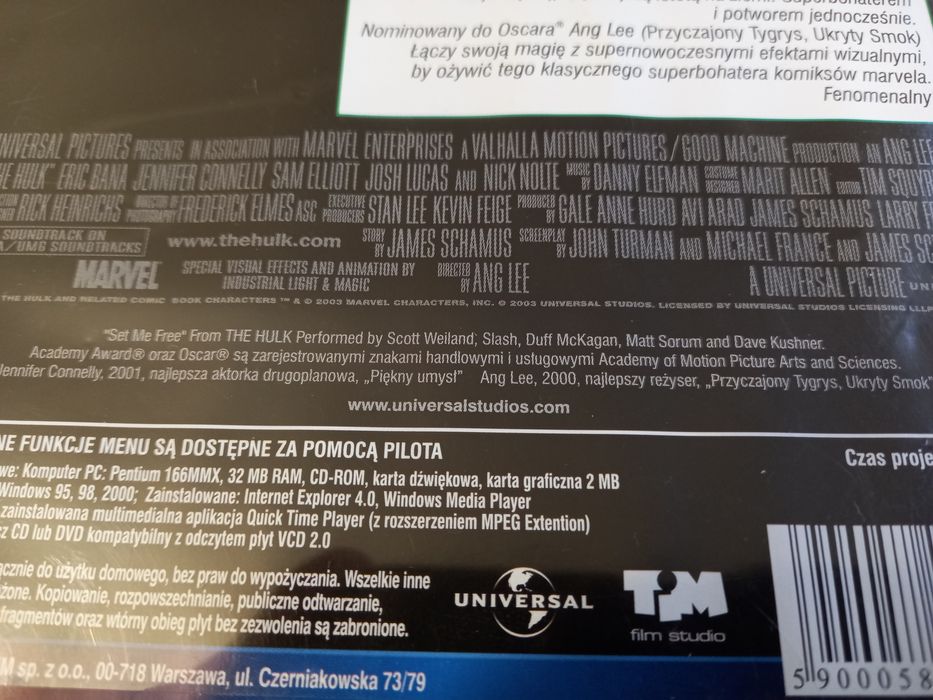 i potworem jednocześnie.
Nominowany do Oscara® Ang Lee (Przyczajony Tygrys, Ukryty Smok)
Łączy swoją magię z supernowoczesnymi efektami wizualnymi,
by ożywić tego klasycznego superbohatera komiksów marvela.
Fenomenalny
UNIVERSAL PICTURES PRESENTS IN ASSOCIATION WITH MARVEL ENTERPRISES A VALHALLA MOTION PICTURES / GOOD MACHINE PRODUCTION AN ANG LEE
HULK" ERIC BANA JENNIFER CONNELLY SAM ELLIOTT JOSH LUCAS AND NICK NOLTE MUSIC BY DANNY ELFMAN COSTUME DESIGNER MARIT ALLEN TIM SQUY
RICK HEINRICHS DIRECTOR OF PHOTOGRAPHY FREDERICK ELMES ASC EXECUTIVE PRODUCERS STAN LEE KEVIN FEIGE PRODUCED BY GALE ANNE HURD AVI ARAD JAMES SCHAMUS LARRY
SOUNDTRACK ON
A/UMG SOUNDTRACKS www.thehulk.com STORY BY JAMES SCHAMUS SCREENPLAY BY JOHN TURMAN AND MICHAEL FRANCE AND JAMES SC
MARVEL SPECIAL VISUAL EFFECTS AND ANIMATION BY INDUSTRIAL LIGHT & MAGIC DIRECTED BY ANG LEE A UNIVERSAL PICTURE
THE HULK AND RELATED COMIC BOOK CHARACTERS ™ & © 2003 MARVEL CHARACTERS, INC. © 2003 UNIVERSAL STUDIOS. LICENSED BY UNIVERSAL STUDIOS LICENSING LLLP
"Set Me Free" From THE HULK Performed by Scott Weiland, Slash, Duff McKagan, Matt Sorum and Dave Kushner.
Academy Award® oraz Oscar® są zarejestrowanymi znakami handlowymi i usługowymi Academy of Motion Picture Arts and Sciences.
Jennifer Connelly, 2001, najlepsza aktorka drugoplanowa, „Piękny umysł" Ang Lee, 2000, najlepszy reżyser, „Przyczajony Tygrys, Ukryty Smok"
www.universalstudios.com
NE FUNKCJE MENU SĄ DOSTĘPNE ZA POMOCĄ PILOTA
Czas proje
we: Komputer PC: Pentium 166MMX, 32 MB RAM, CD-ROM, karta dźwiękowa, karta graficzna 2 MB
Windows 95, 98, 2000; Zainstalowane: Internet Explorer 4.0, Windows Media Player
zainstalowana multimedialna aplikacja Quick Time Player (z rozszerzeniem MPEG Extention)
z CD lub DVD kompatybilny z odczytem płyt VCD 2.0
ącznie do użytku domowego, bez praw do wypożyczania. Wszelkie inne
żone. Kopiowanie, rozpowszechnianie, publiczne odtwarzanie,
fragmentów oraz wtórny obieg płyt bez zezwolenia są zabronione.
UNIVERSAL
TiM
film studio
M sp. z o.o., 00-718 Warszawa, ul. Czerniakowska 73/79
5 900058